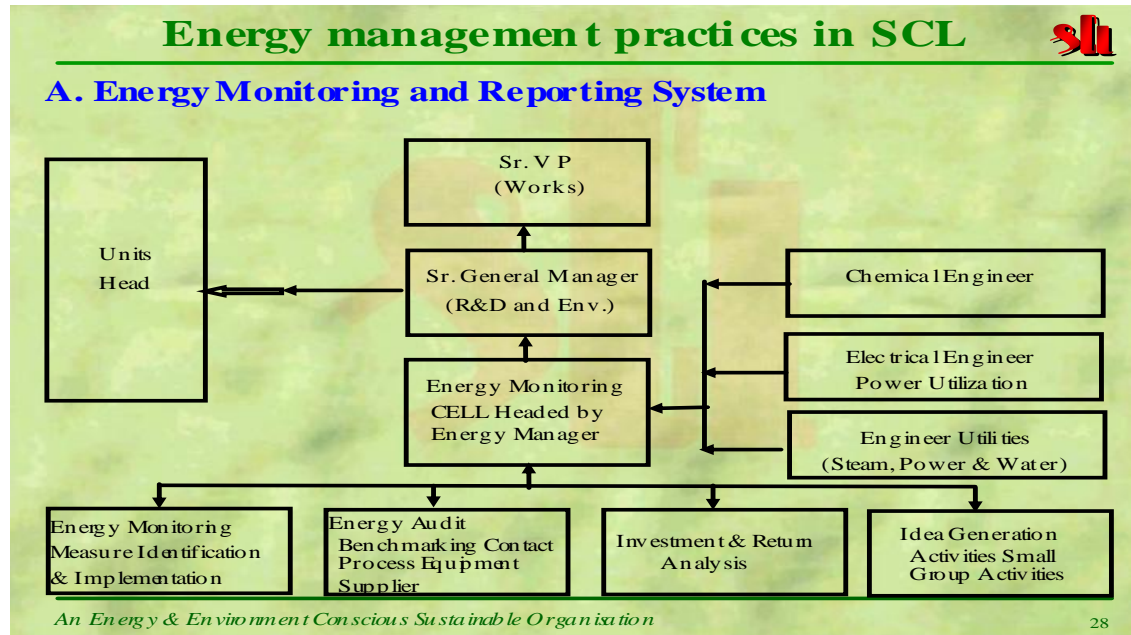 Energy management practices in SCL
A. Energy Monitoring and Reporting System
Sr. V P
(Works)
Units
Head
Sr. General Manager
(R&D and Env.)
Chemical Engineer
Electrical Engineer
Power Utilization
Energy Monitoring
CELL Headed by
Energy Manager
Engineer Utilities
(Steam, Power & Water)
Energy Monitoring
Measure Identification
& Implementation
Energy Audit
Benchmarking Contact
Process Equipment
Supplier
Investment & Return
Analysis
Idea Generation
Activities Small
Group Activities
An Energy & Environment Conscious Sustainable Organisation
28